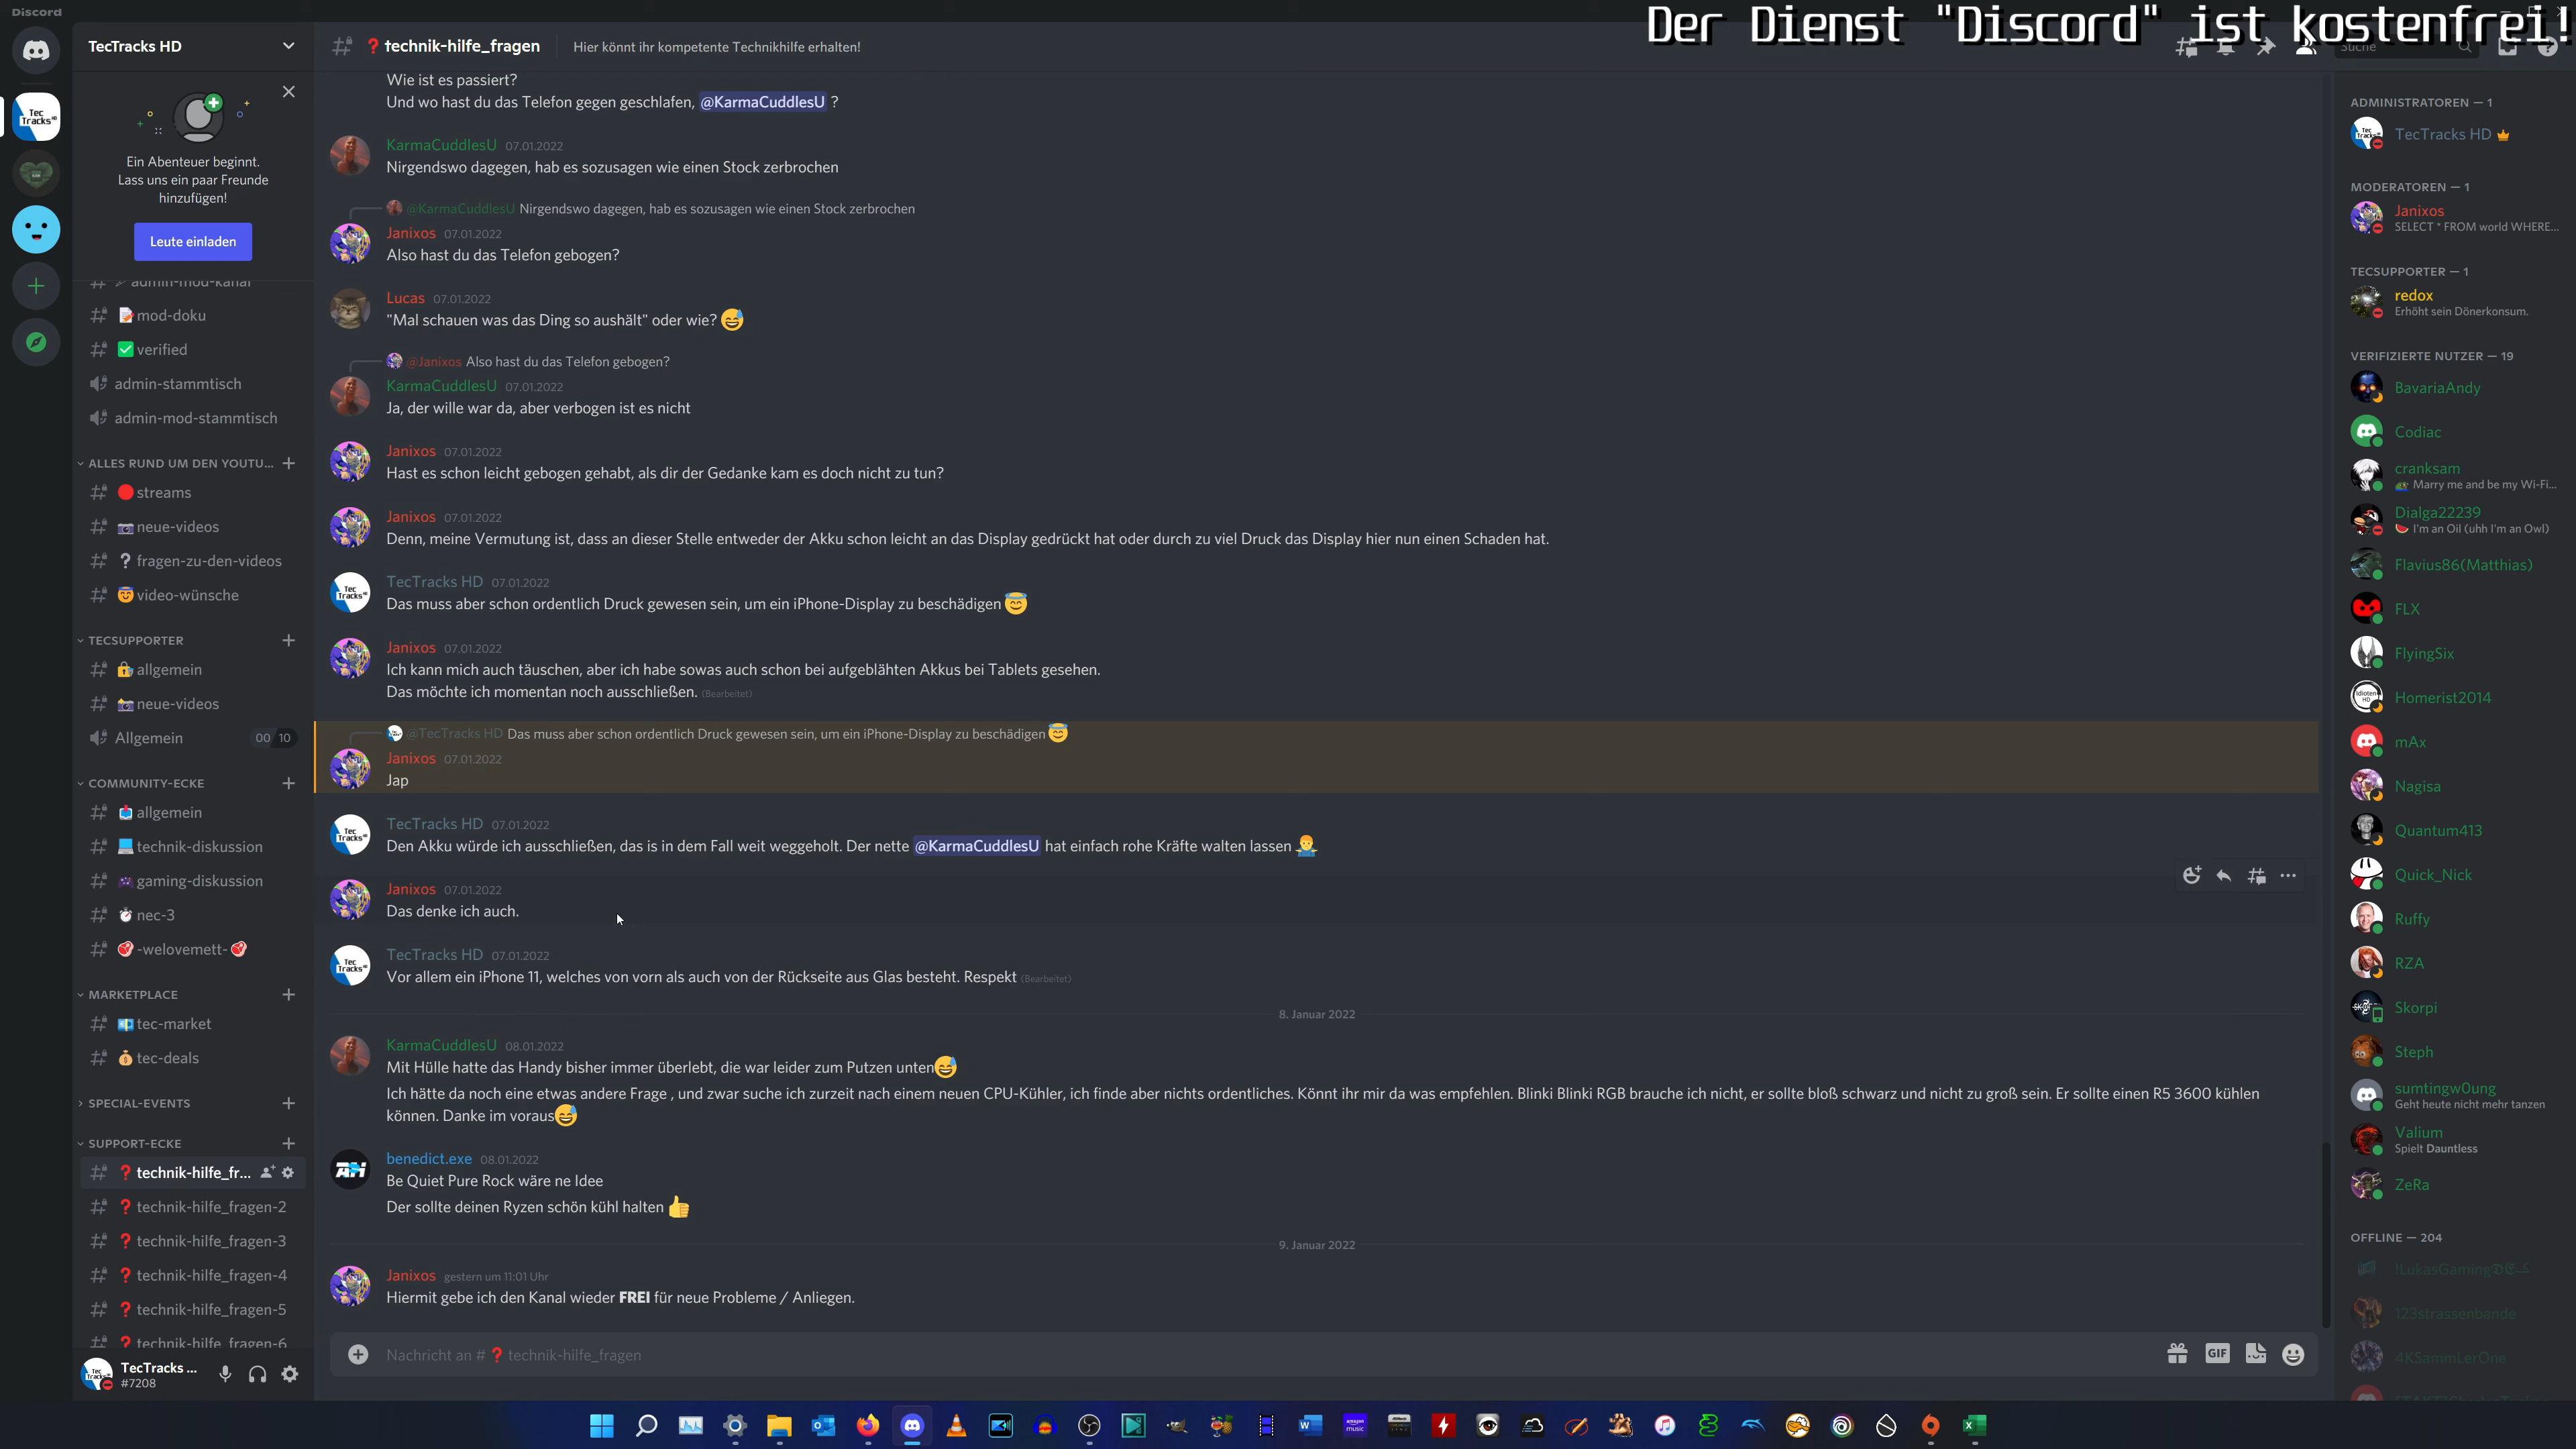 Discord
Der Dienst "Discord" ist kostenfrei!
TecTracks HD
technik-hilfe_fragen
Hier könnt ihr kompetente Technikhilfe erhalten!
Suche
Ein Abenteuer beginnt.
Lass uns ein paar Freunde
hinzufügen!
Leute einladen
admin-mod-kanal
mod-doku
verified
admin-stammtisch
admin-mod-stammtisch
ALLES RUND UM DEN YOUTU...
streams
neue-videos
fragen-zu-den-videos
video-wünsche
TECSUPPORTER
allgemein
neue-videos
Allgemein 00 10
COMMUNITY-ECKE
allgemein
technik-diskussion
gaming-diskussion
nec-3
-welovemett-
MARKETPLACE
tec-market
tec-deals
SPECIAL-EVENTS
SUPPORT-ECKE
technik-hilfe_fr...
technik-hilfe_fragen-2
technik-hilfe_fragen-3
technik-hilfe_fragen-4
technik-hilfe_fragen-5
technik-hilfe_fragen-6
TecTracks ...
#7208
Wie ist es passiert?
Und wo hast du das Telefon gegen geschlafen, @KarmaCuddlesU ?
KarmaCuddlesU 07.01.2022
Nirgendswo dagegen, hab es sozusagen wie einen Stock zerbrochen
@KarmaCuddlesU Nirgendswo dagegen, hab es sozusagen wie einen Stock zerbrochen
Janixos 07.01.2022
Also hast du das Telefon gebogen?
Lucas 07.01.2022
"Mal schauen was das Ding so aushält" oder wie? 😅
@Janixos Also hast du das Telefon gebogen?
KarmaCuddlesU 07.01.2022
Ja, der wille war da, aber verbogen ist es nicht
Janixos 07.01.2022
Hast es schon leicht gebogen gehabt, als dir der Gedanke kam es doch nicht zu tun?
Janixos 07.01.2022
Denn, meine Vermutung ist, dass an dieser Stelle entweder der Akku schon leicht an das Display gedrückt hat oder durch zu viel Druck das Display hier nun einen Schaden hat.
TecTracks HD 07.01.2022
Das muss aber schon ordentlich Druck gewesen sein, um ein iPhone-Display zu beschädigen 😇
Janixos 07.01.2022
Ich kann mich auch täuschen, aber ich habe sowas auch schon bei aufgeblähten Akkus bei Tablets gesehen.
Das möchte ich momentan noch ausschließen. (Bearbeitet)
@TecTracks HD Das muss aber schon ordentlich Druck gewesen sein, um ein iPhone-Display zu beschädigen 😇
Janixos 07.01.2022
Jap
TecTracks HD 07.01.2022
Den Akku würde ich ausschließen, das is in dem Fall weit weggeholt. Der nette @KarmaCuddlesU hat einfach rohe Kräfte walten lassen 🤷‍♂️
Janixos 07.01.2022
Das denke ich auch.
TecTracks HD 07.01.2022
Vor allem ein iPhone 11, welches von vorn als auch von der Rückseite aus Glas besteht. Respekt (Bearbeitet)
8. Januar 2022
KarmaCuddlesU 08.01.2022
Mit Hülle hatte das Handy bisher immer überlebt, die war leider zum Putzen unten😅
Ich hätte da noch eine etwas andere Frage , und zwar suche ich zurzeit nach einem neuen CPU-Kühler, ich finde aber nichts ordentliches. Könnt ihr mir da was empfehlen. Blinki Blinki RGB brauche ich nicht, er sollte bloß schwarz und nicht zu groß sein. Er sollte einen R5 3600 kühlen
können. Danke im voraus😅
benedict.exe 08.01.2022
Be Quiet Pure Rock wäre ne Idee
Der sollte deinen Ryzen schön kühl halten 👍
9. Januar 2022
Janixos gestern um 11:01 Uhr
Hiermit gebe ich den Kanal wieder FREI für neue Probleme / Anliegen.
Nachricht an # ❓ technik-hilfe_fragen
GIF
ADMINISTRATOREN — 1
TecTracks HD
MODERATOREN — 1
Janixos
SELECT * FROM world WHERE...
TECSUPPORTER — 1
redox
Erhöht sein Dönerkonsum.
VERIFIZIERTE NUTZER — 19
BavariaAndy
Codiac
cranksam
Marry me and be my Wi-Fi...
Dialga22239
I'm an Oil (uhh I'm an Owl)
Flavius86(Matthias)
FLX
FlyingSix
Homerist2014
mAx
Nagisa
Quantum413
Quick_Nick
Ruffy
RZA
Skorpi
Steph
sumtingw0ung
Geht heute nicht mehr tanzen
Valium
Spielt Dauntless
ZeRa
OFFLINE — 204
123strassenbande
4KSammLerOne